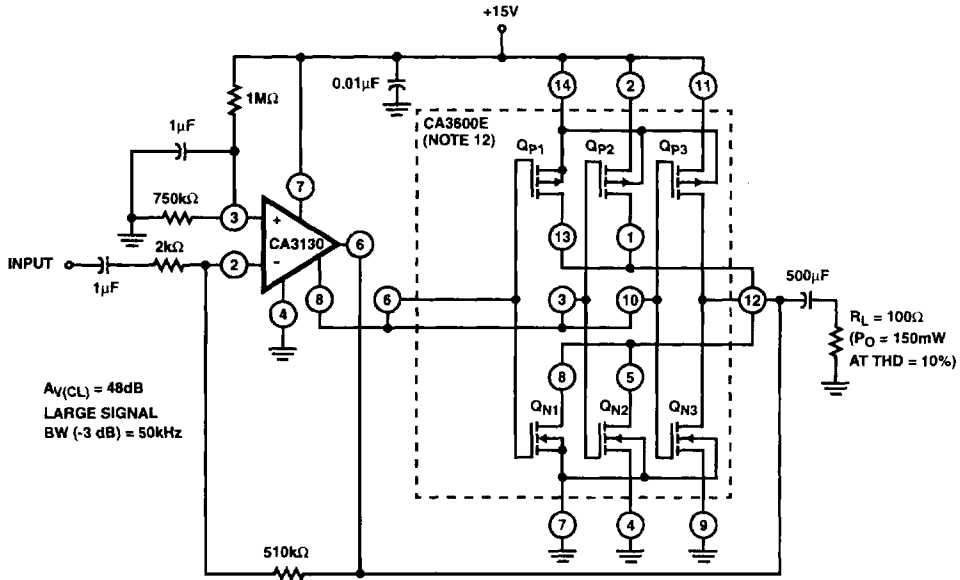 +15V
0.01µF
1MΩ
1µF
750kΩ
2kΩ
INPUT
1µF
7
3
+
CA3130
2
-
6
8
4
AV(CL) = 48dB
LARGE SIGNAL
BW (-3 dB) = 50kHz
510kΩ
14
2
11
CA3600E
(NOTE 12)
QP1
QP2
QP3
13
1
6
3
10
12
500µF
RL = 100Ω
(PO = 150mW
AT THD = 10%)
8
5
QN1
QN2
QN3
7
4
9